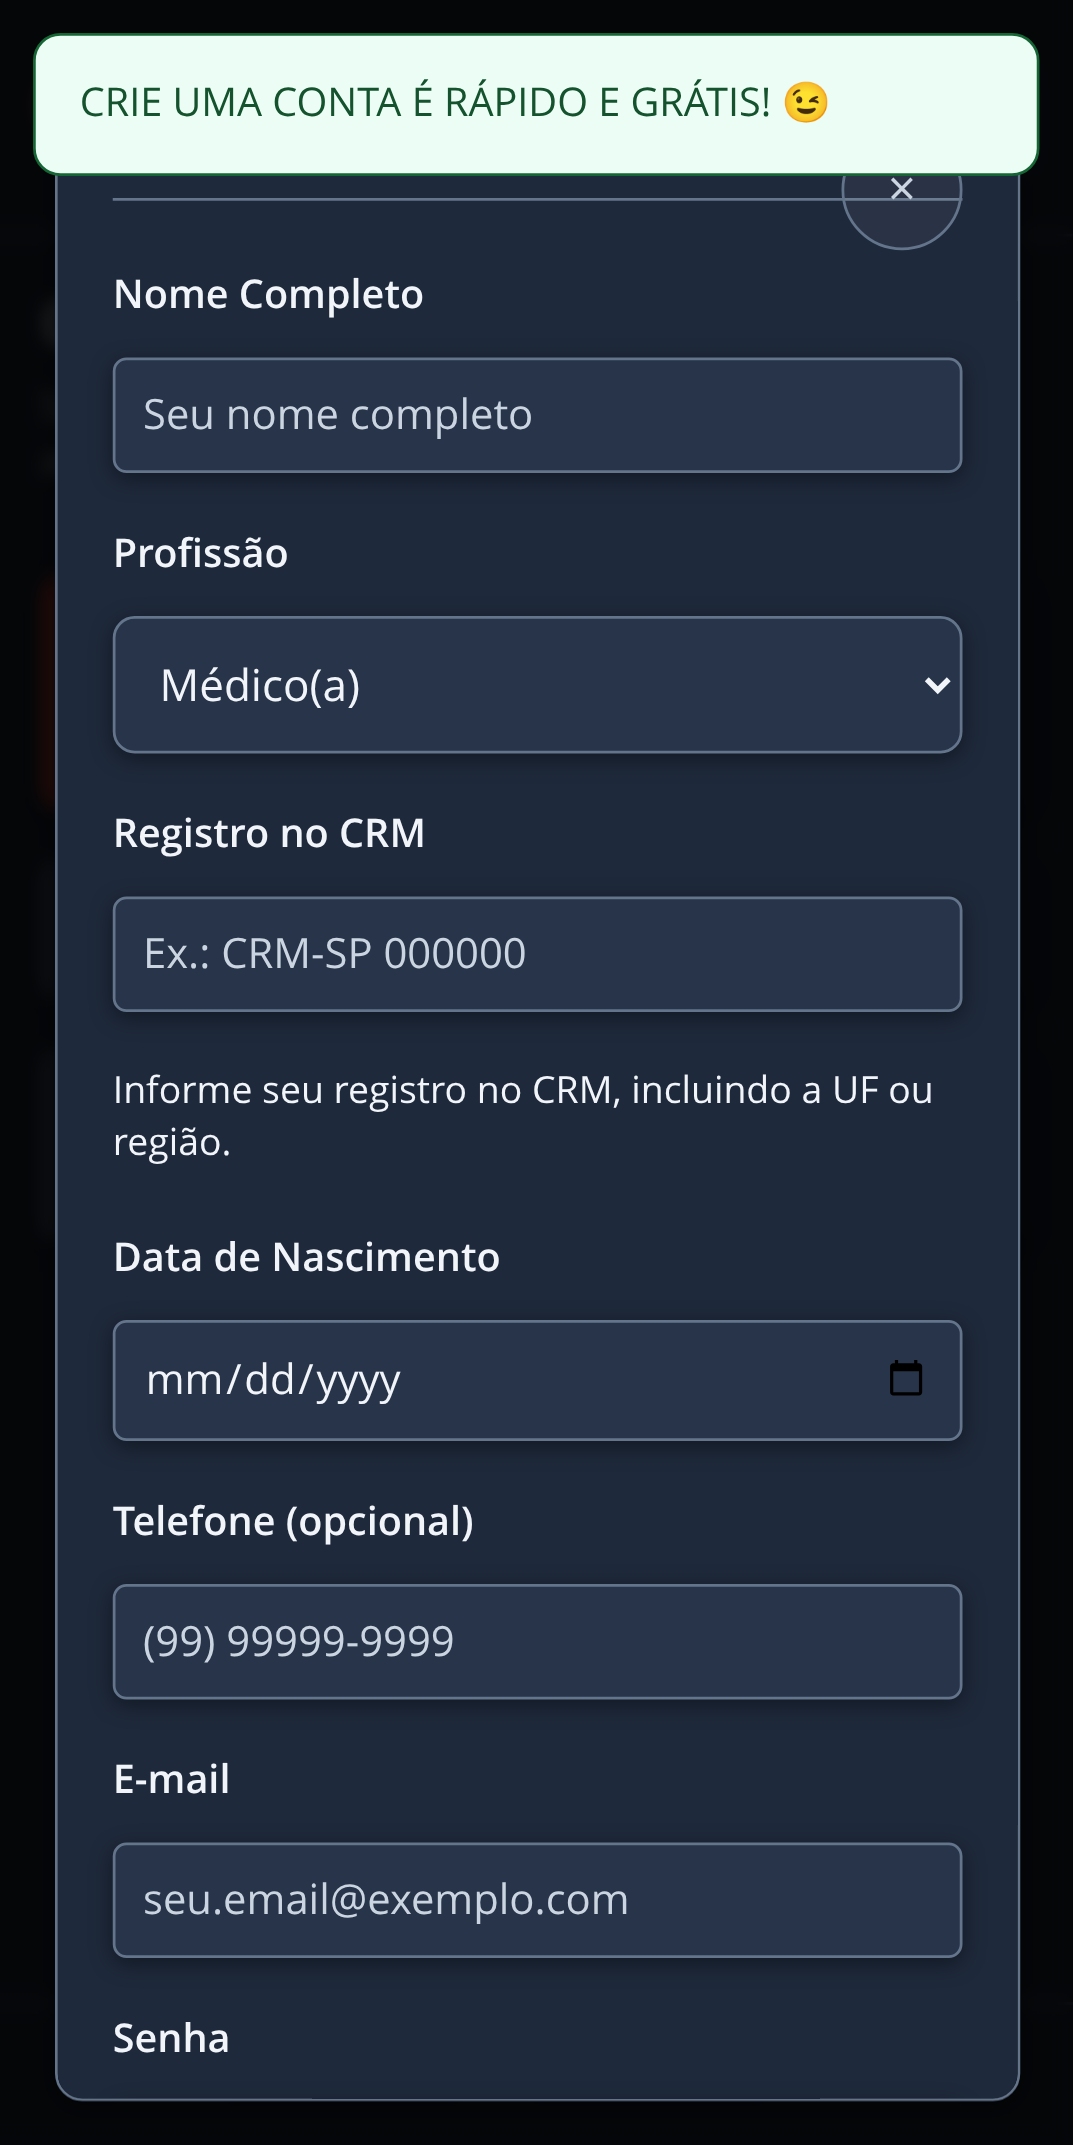 CRIE UMA CONTA É RÁPIDO E GRÁTIS! 😉
×
Nome Completo
Seu nome completo
Profissão
Médico(a)
Registro no CRM
Ex.: CRM-SP 000000
Informe seu registro no CRM, incluindo a UF ou
região.
Data de Nascimento
mm/dd/yyyy
Telefone (opcional)
(99) 99999-9999
E-mail
seu.email@exemplo.com
Senha